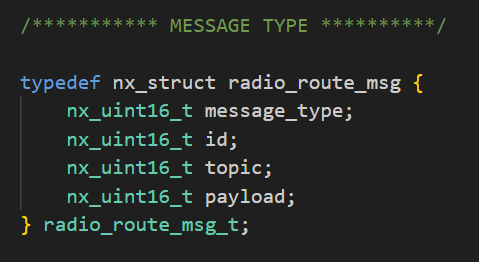 /*********** MESSAGE TYPE **********/
typedef nx_struct radio_route_msg {
nx_uint16_t message_type;
nx_uint16_t id;
nx_uint16_t topic;
nx_uint16_t payload;
} radio_route_msg_t;